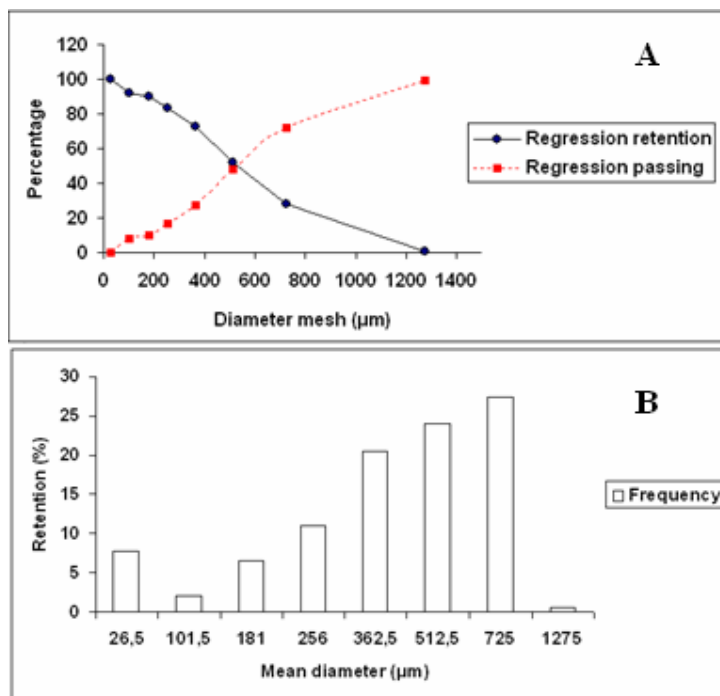 A
120
100
80
60
40
20
0
Percentage
0 200 400 600 800 1000 1200 1400
Diameter mesh (µm)
Regression retention
Regression passing
B
30
25
20
15
10
5
0
Retention (%)
26,5 101,5 181 256 362,5 512,5 725 1275
Mean diameter (µm)
Frequency